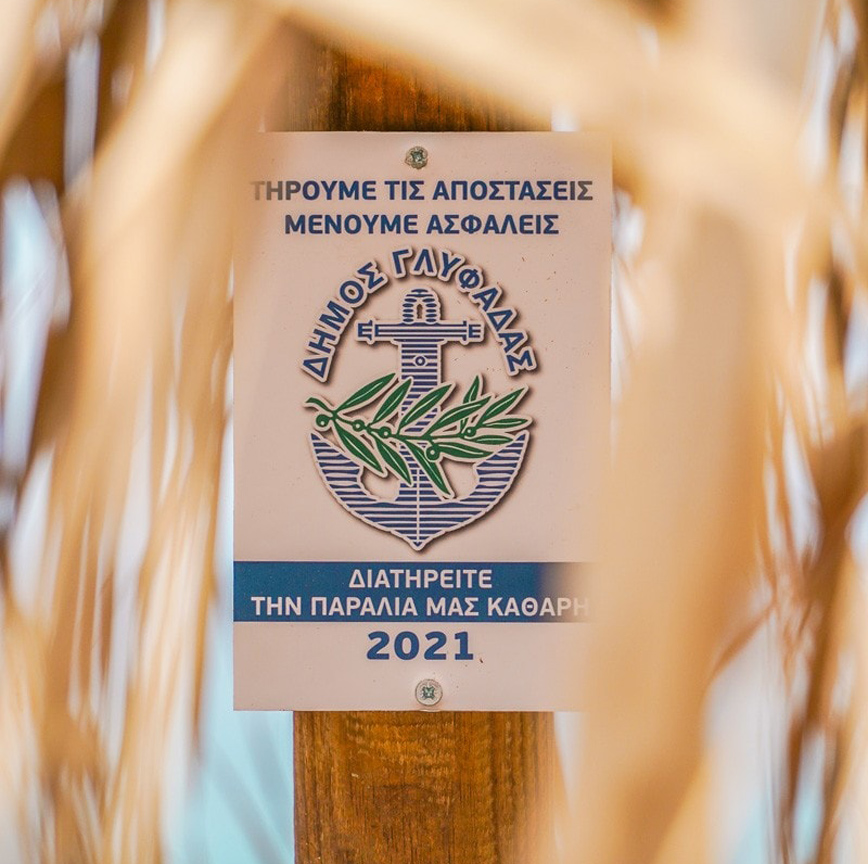 ΤΗΡΟΥΜΕ ΤΙΣ ΑΠΟΣΤΑΣΕΙΣ
ΜΕΝΟΥΜΕ ΑΣΦΑΛΕΙΣ
ΔΗΜΟΣ ΓΛΥΦΑΔΑΣ
ΔΙΑΤΗΡΕΙΤΕ
ΤΗΝ ΠΑΡΑΛΙΑ ΜΑΣ ΚΑΘΑΡΗ
2021